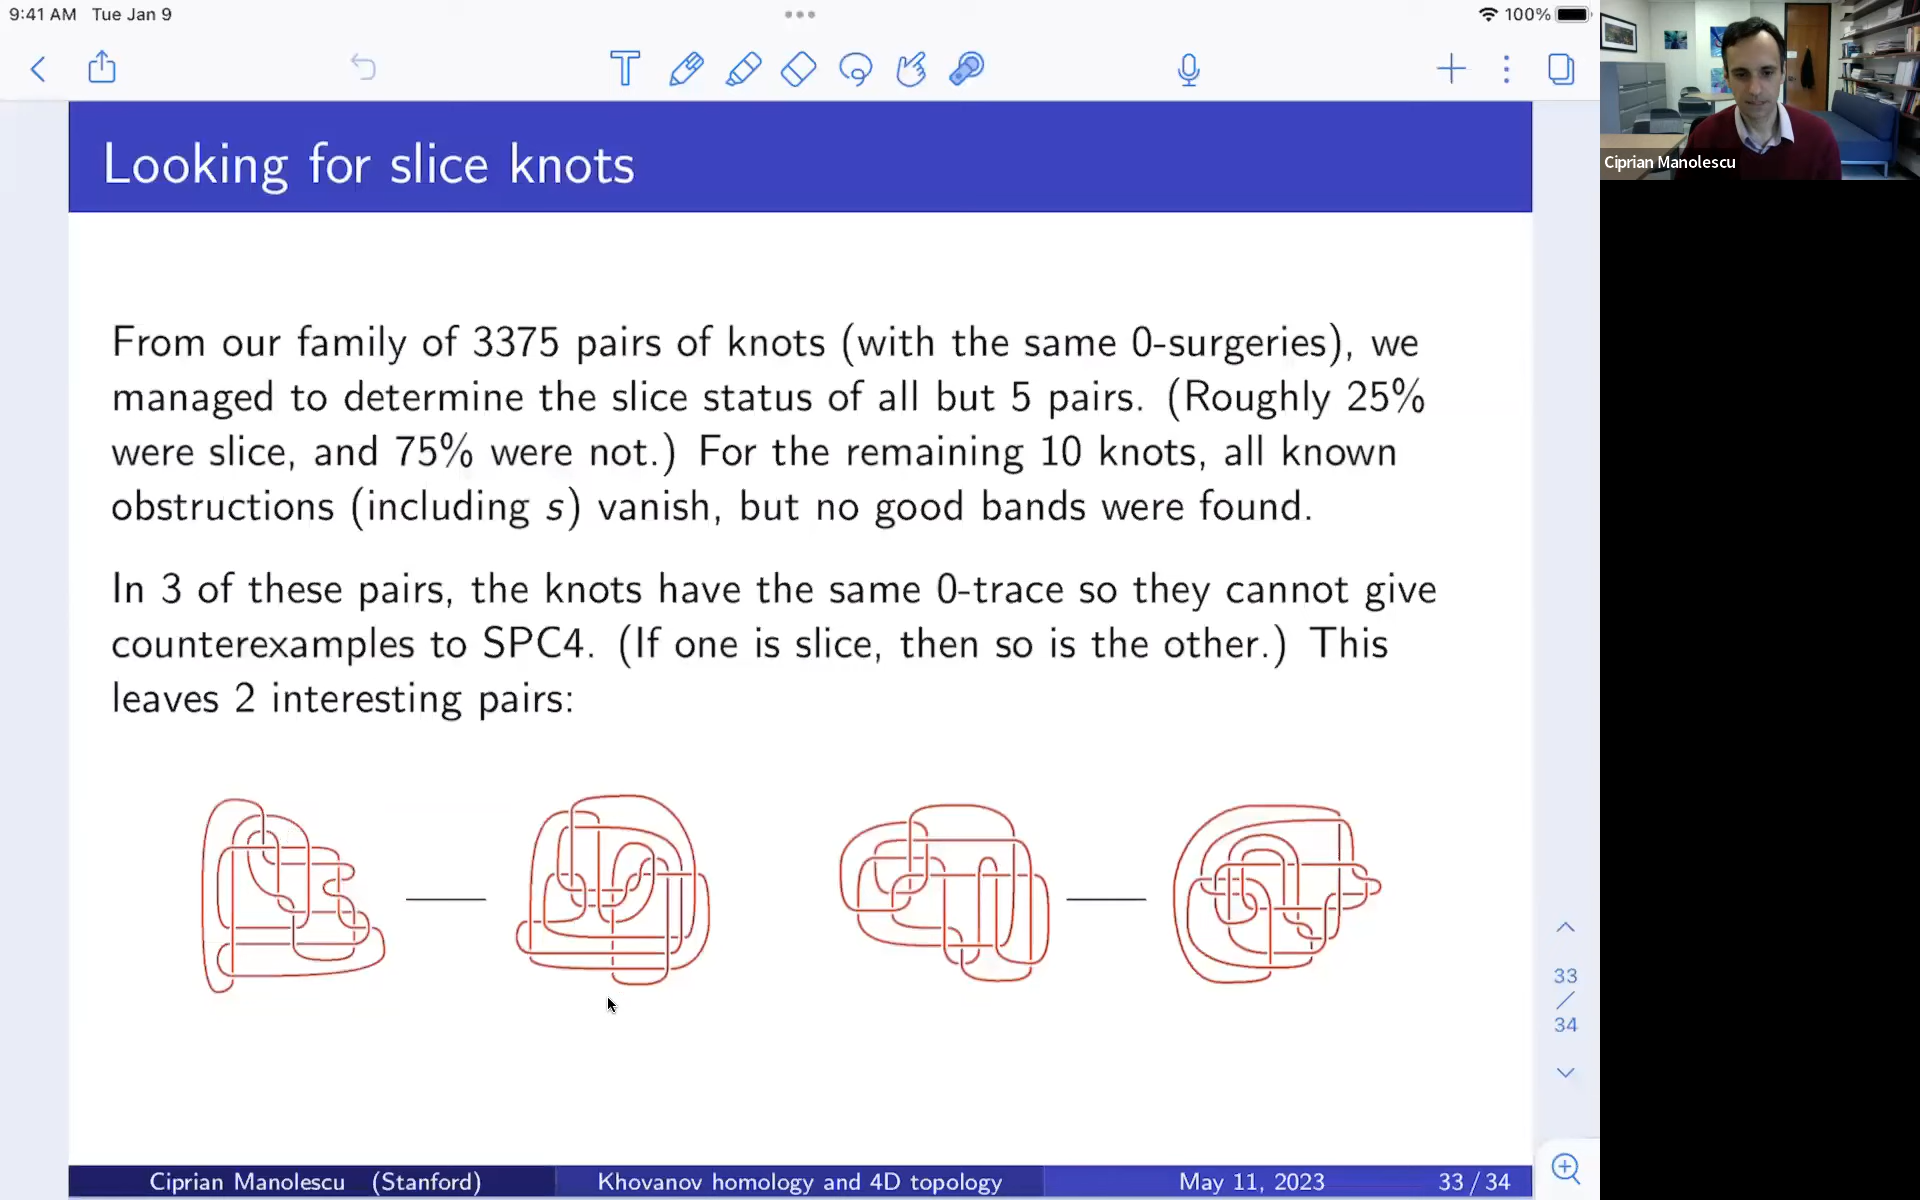 9:41 AM Tue Jan 9
100%
Ciprian Manolescu
Looking for slice knots
From our family of 3375 pairs of knots (with the same 0-surgeries), we
managed to determine the slice status of all but 5 pairs. (Roughly 25%
were slice, and 75% were not.) For the remaining 10 knots, all known
obstructions (including s) vanish, but no good bands were found.
In 3 of these pairs, the knots have the same 0-trace so they cannot give
counterexamples to SPC4. (If one is slice, then so is the other.) This
leaves 2 interesting pairs:
33
34
Ciprian Manolescu (Stanford) Khovanov homology and 4D topology May 11, 2023 33 / 34